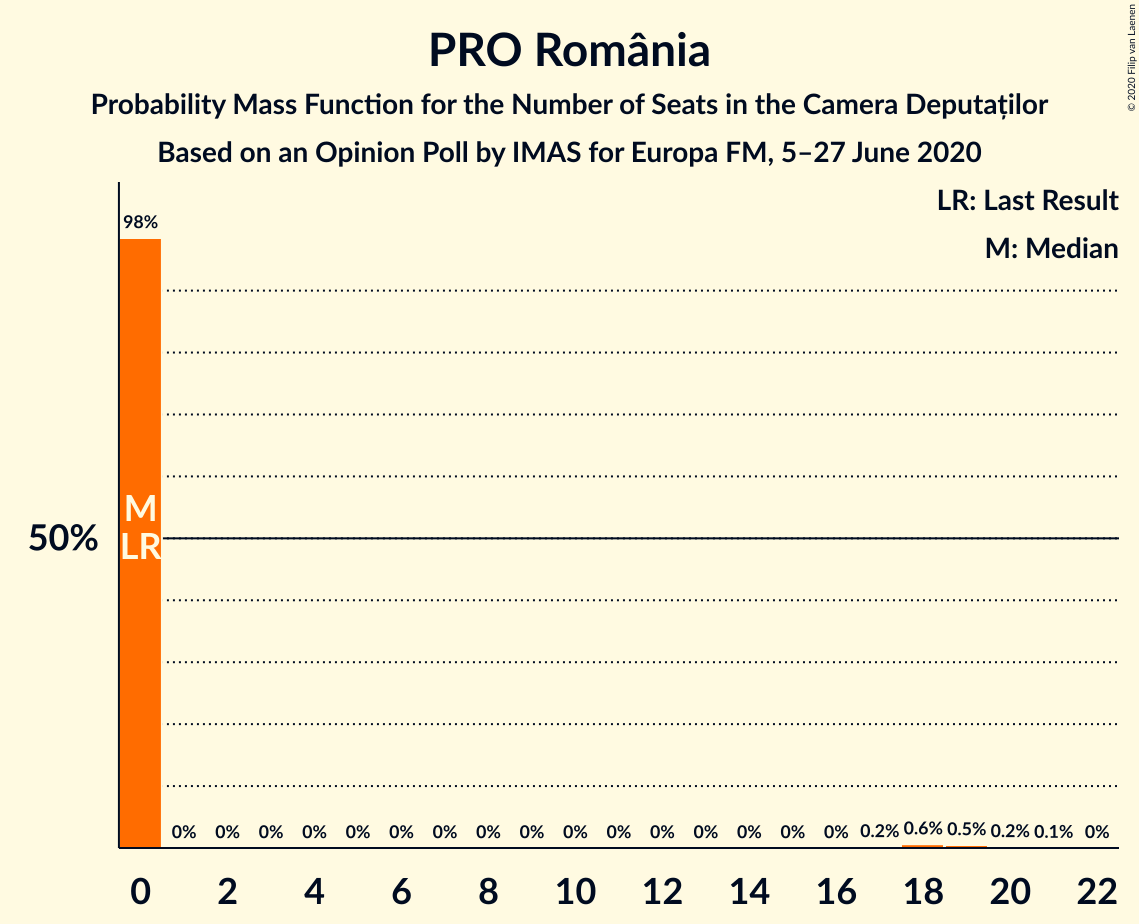 PRO România
Probability Mass Function for the Number of Seats in the Camera Deputaților
Based on an Opinion Poll by IMAS for Europa FM, 5–27 June 2020
© 2020 Filip van Laenen
LR: Last Result
M: Median
98%
M
LR
50%
0% 0% 0% 0% 0% 0% 0% 0% 0% 0% 0% 0% 0% 0% 0% 0% 0.2% 0.6% 0.5% 0.2% 0.1% 0%
0 2 4 6 8 10 12 14 16 18 20 22